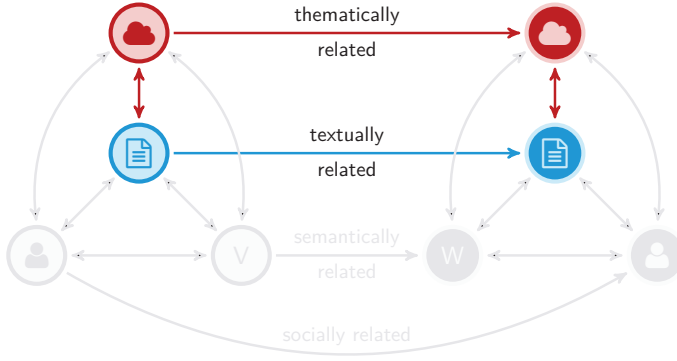 thematically
related
textually
related
semantically
V
W
related
socially related